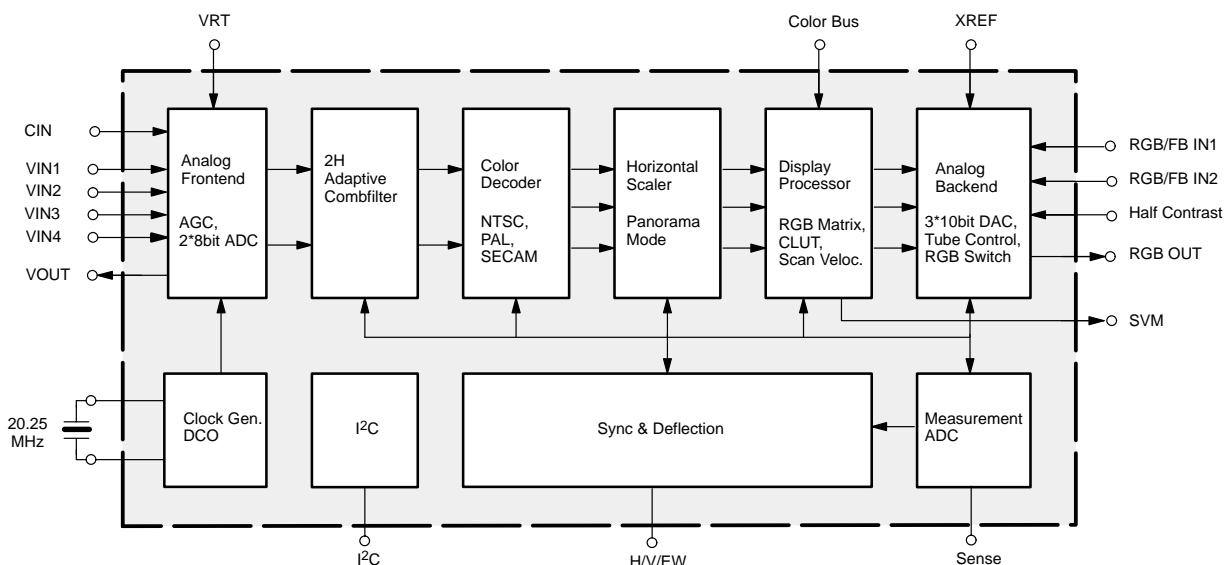 VRT
Color Bus
XREF
CIN
VIN1
VIN2
VIN3
VIN4
VOUT
Analog
Frontend
AGC,
2*8bit ADC
2H
Adaptive
Combfilter
Color
Decoder
NTSC,
PAL,
SECAM
Horizontal
Scaler
Panorama
Mode
Display
Processor
RGB Matrix,
CLUT,
Scan Veloc.
Analog
Backend
3*10bit DAC,
Tube Control,
RGB Switch
RGB/FB IN1
RGB/FB IN2
Half Contrast
RGB OUT
SVM
20.25
MHz
Clock Gen.
DCO
I²C
Sync & Deflection
Measurement
ADC
I²C
H/V/EW
Sense